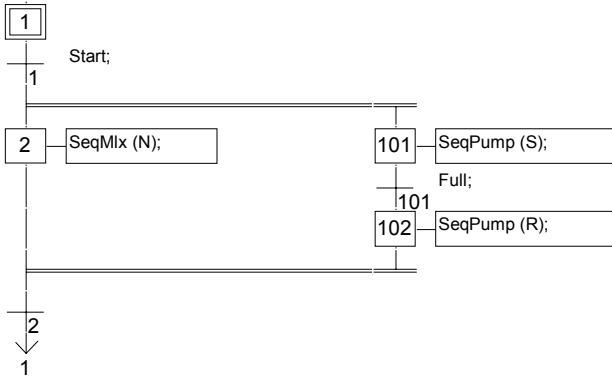 1
Start;
1
2
SeqMIx (N);
101
SeqPump (S);
Full;
101
102
SeqPump (R);
2
1